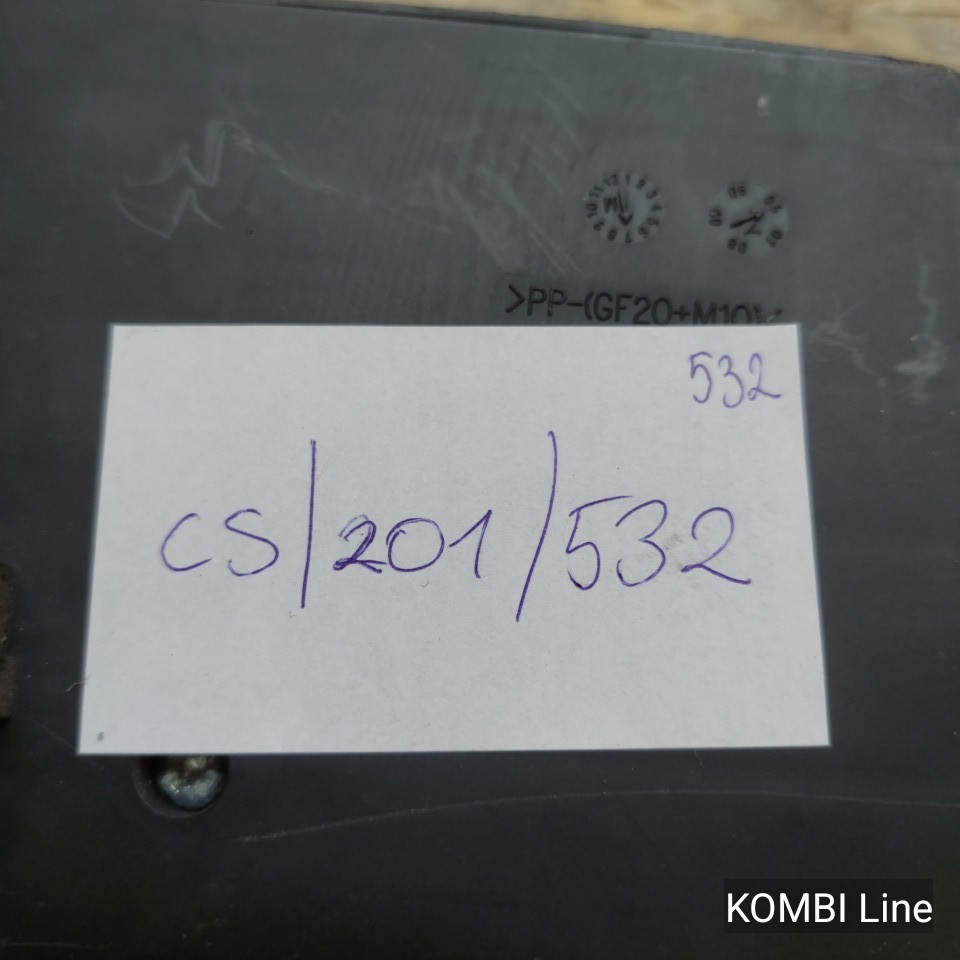 >PP-(GF20+M10)
532
CS/201/532
KOMBI Line